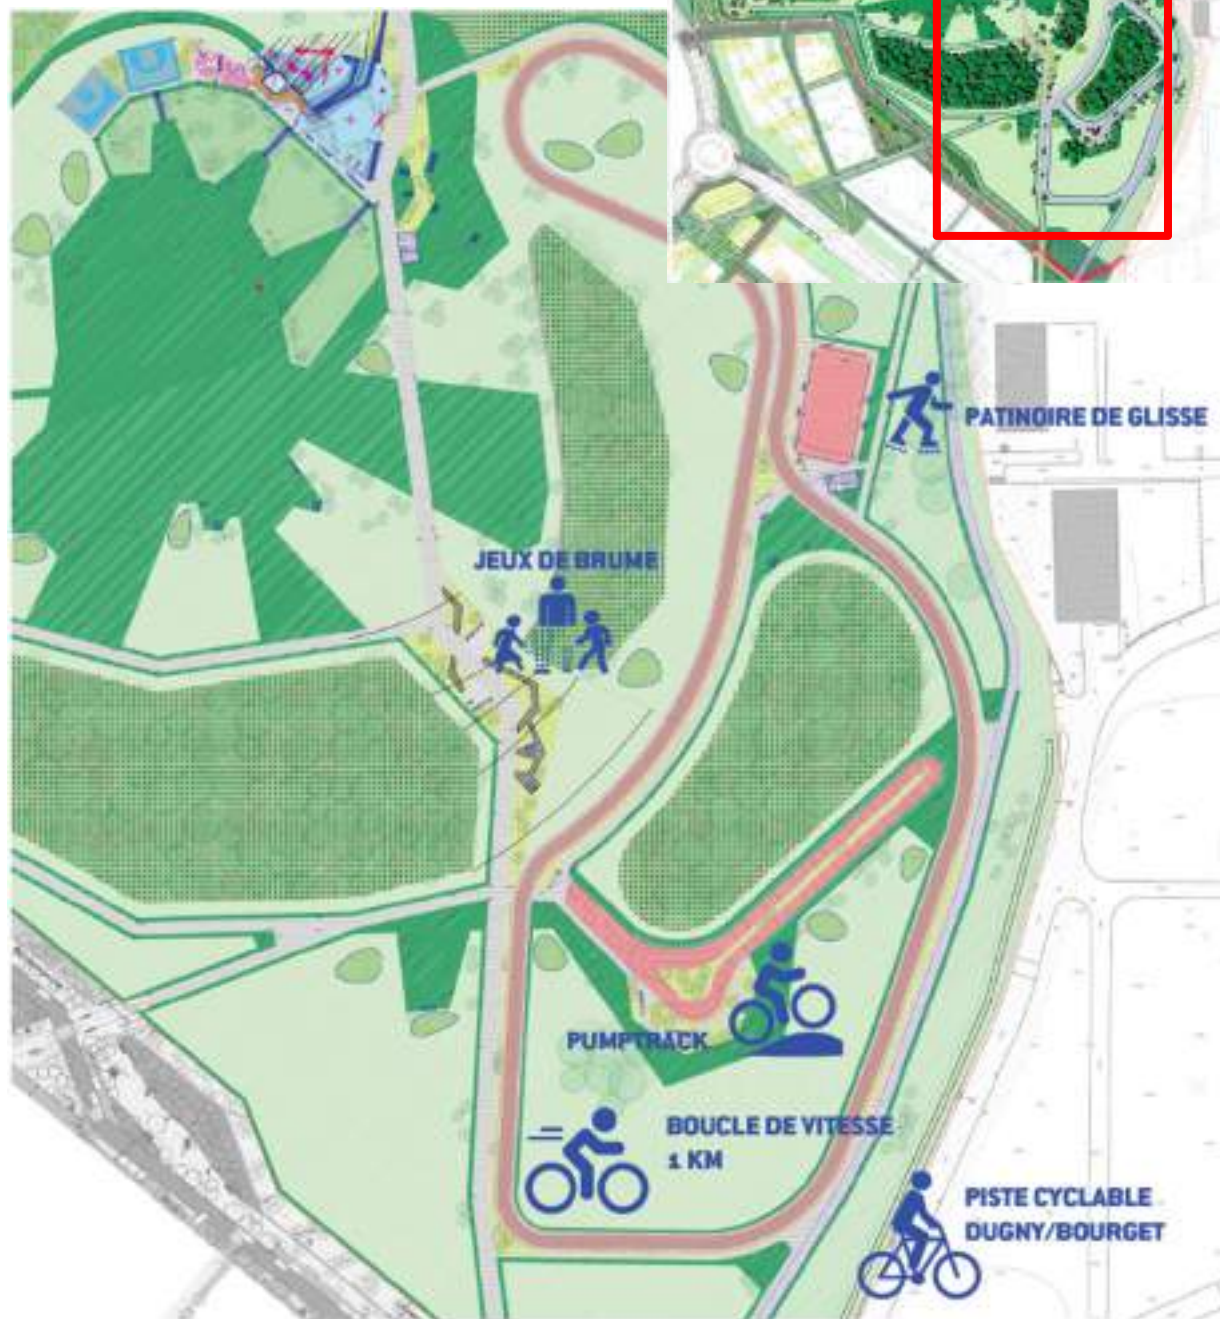 PATINOIRE DE GLISSE
JEUX DE BRUME
PUMPTRACK
BOUCLE DE VITESSE
1 KM
PISTE CYCLABLE
DUGNY/BOURGET